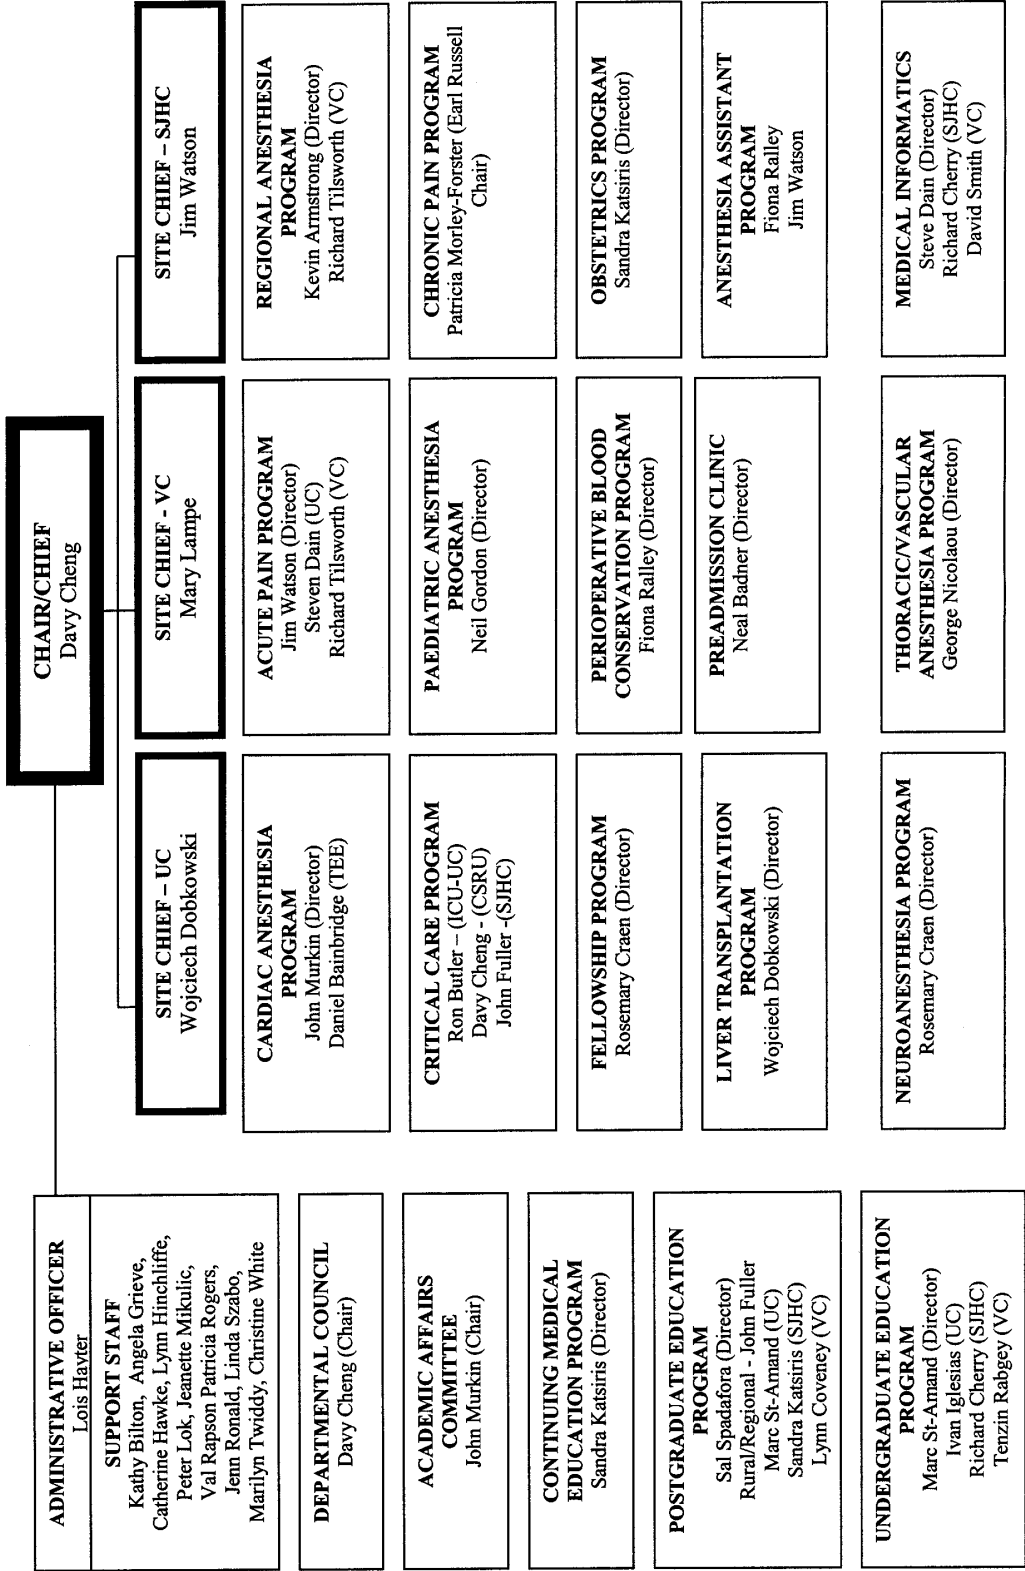 CHAIR/CHIEF
Davy Cheng
ADMINISTRATIVE OFFICER
Lois Hayter
SUPPORT STAFF
Kathy Bilton, Angela Grieve,
Catherine Hawke, Lynn Hinchliffe,
Peter Lok, Jeanette Mikulic,
Val Rapson Patricia Rogers,
Jenn Ronald, Linda Szabo,
Marilyn Twiddy, Christine White
DEPARTMENTAL COUNCIL
Davy Cheng (Chair)
ACADEMIC AFFAIRS
COMMITTEE
John Murkin (Chair)
CONTINUING MEDICAL
EDUCATION PROGRAM
Sandra Katsiris (Director)
POSTGRADUATE EDUCATION
PROGRAM
Sal Spadafora (Director)
Rural/Regional - John Fuller
Marc St-Amand (UC)
Sandra Katsiris (SJHC)
Lynn Coveney (VC)
UNDERGRADUATE EDUCATION
PROGRAM
Marc St-Amand (Director)
Ivan Iglesias (UC)
Richard Cherry (SJHC)
Tenzin Rabgey (VC)
SITE CHIEF – UC
Wojciech Dobkowski
CARDIAC ANESTHESIA
PROGRAM
John Murkin (Director)
Daniel Bainbridge (TEE)
CRITICAL CARE PROGRAM
Ron Butler – (ICU-UC)
Davy Cheng - (CSRU)
John Fuller -(SJHC)
FELLOWSHIP PROGRAM
Rosemary Craen (Director)
LIVER TRANSPLANTATION
PROGRAM
Wojciech Dobkowski (Director)
NEUROANESTHESIA PROGRAM
Rosemary Craen (Director)
SITE CHIEF - VC
Mary Lampe
ACUTE PAIN PROGRAM
Jim Watson (Director)
Steven Dain (UC)
Richard Tilsworth (VC)
PAEDIATRIC ANESTHESIA
PROGRAM
Neil Gordon (Director)
PERIOPERATIVE BLOOD
CONSERVATION PROGRAM
Fiona Ralley (Director)
PREADMISSION CLINIC
Neal Badner (Director)
THORACIC/VASCULAR
ANESTHESIA PROGRAM
George Nicolaou (Director)
SITE CHIEF – SJHC
Jim Watson
REGIONAL ANESTHESIA
PROGRAM
Kevin Armstrong (Director)
Richard Tilsworth (VC)
CHRONIC PAIN PROGRAM
Patricia Morley-Forster (Earl Russell
Chair)
OBSTETRICS PROGRAM
Sandra Katsiris (Director)
ANESTHESIA ASSISTANT
PROGRAM
Fiona Ralley
Jim Watson
MEDICAL INFORMATICS
Steve Dain (Director)
Richard Cherry (SJHC)
David Smith (VC)